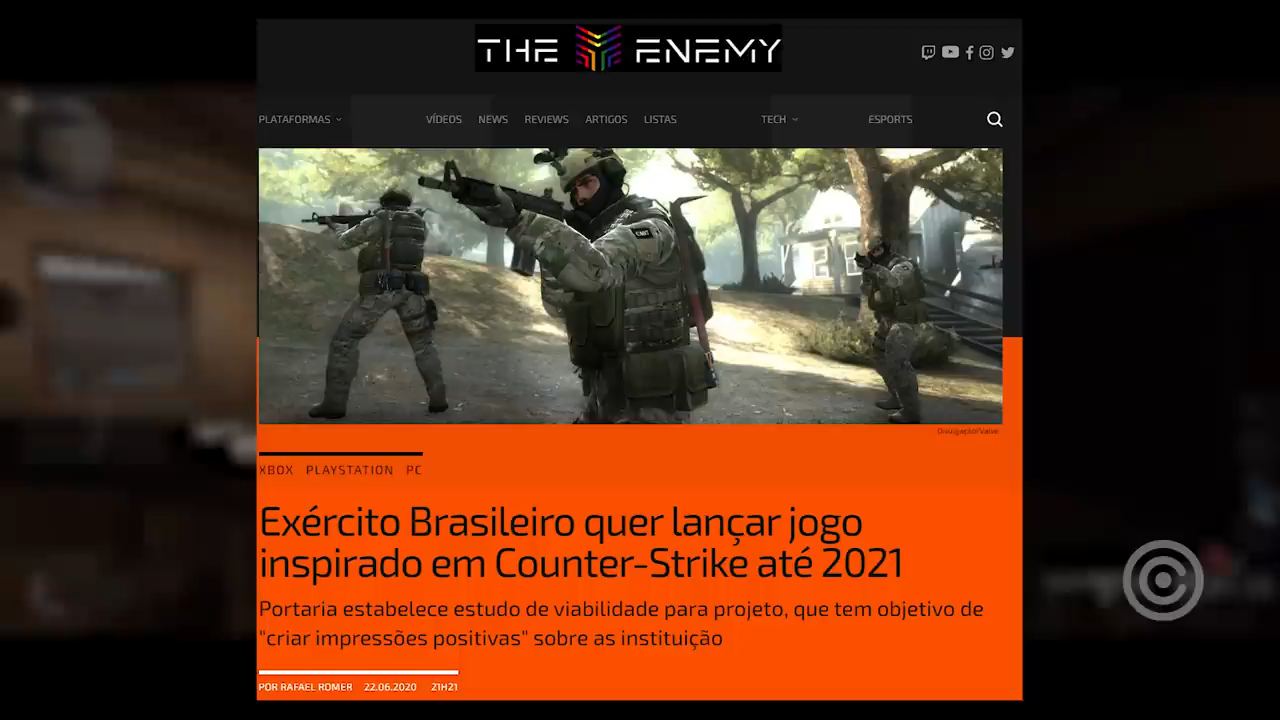 THE ENEMY
PLATAFORMAS VÍDEOS NEWS REVIEWS ARTIGOS LISTAS TECH ESPORTS
Divulgação/Valve
XBOX PLAYSTATION PC
Exército Brasileiro quer lançar jogo
inspirado em Counter-Strike até 2021
Portaria estabelece estudo de viabilidade para projeto, que tem objetivo de
"criar impressões positivas" sobre as instituição
POR RAFAEL ROMER 22.06.2020 21H21